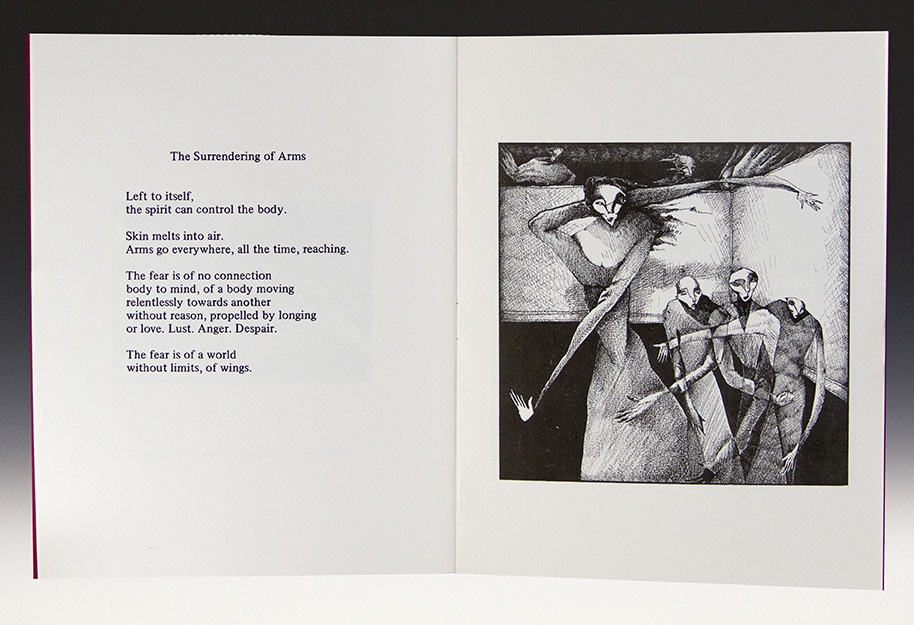 The Surrendering of Arms
Left to itself,
the spirit can control the body.
Skin melts into air.
Arms go everywhere, all the time, reaching.
The fear is of no connection
body to mind, of a body moving
relentlessly towards another
without reason, propelled by longing
or love. Lust. Anger. Despair.
The fear is of a world
without limits, of wings.